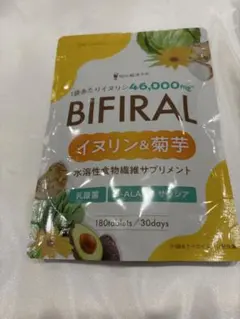 1袋あたりイヌリン46,000mg
BIFIRAL
イヌリン&菊芋
水溶性食物繊維サプリメント
乳酸菌 サラシア
180tablets/30days